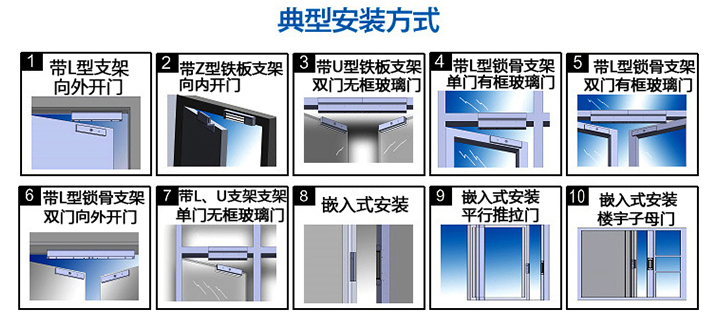 典型安装方式
1 带L型支架
向外开门
2 带Z型铁板支架
向内开门
3 带U型铁板支架
双门无框玻璃门
4 带L型锁骨支架
单门有框玻璃门
5 带L型锁骨支架
双门有框玻璃门
6 带L型锁骨支架
双门向外开门
7 带L、U支架支架
单门无框玻璃门
8 嵌入式安装
9 嵌入式安装
平行推拉门
10 嵌入式安装
楼宇子母门